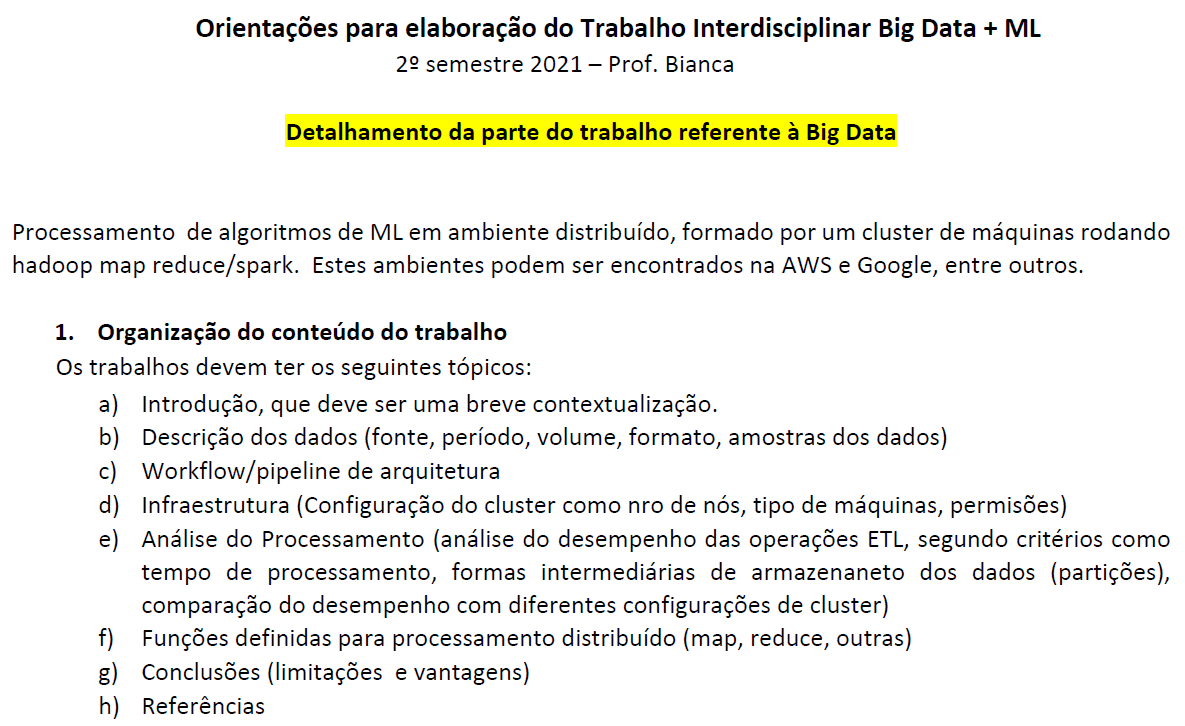 Orientações para elaboração do Trabalho Interdisciplinar Big Data + ML
2º semestre 2021 – Prof. Bianca
Detalhamento da parte do trabalho referente à Big Data
Processamento  de algoritmos de ML em ambiente distribuído, formado por um cluster de máquinas rodando
hadoop map reduce/spark.  Estes ambientes podem ser encontrados na AWS e Google, entre outros.
1. Organização do conteúdo do trabalho
Os trabalhos devem ter os seguintes tópicos:
a) Introdução, que deve ser uma breve contextualização.
b) Descrição dos dados (fonte, período, volume, formato, amostras dos dados)
c) Workflow/pipeline de arquitetura
d) Infraestrutura (Configuração do cluster como nro de nós, tipo de máquinas, permisões)
e) Análise do Processamento (análise do desempenho das operações ETL, segundo critérios como
tempo de processamento, formas intermediárias de armazenaneto dos dados (partições),
comparação do desempenho com diferentes configurações de cluster)
f) Funções definidas para processamento distribuído (map, reduce, outras)
g) Conclusões (limitações  e vantagens)
h) Referências